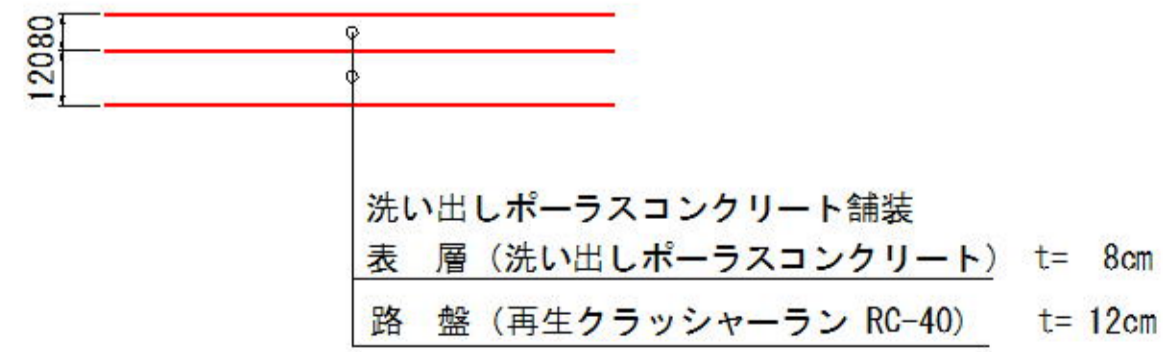 80
120
洗い出しポーラスコンクリート舗装
表　層（洗い出しポーラスコンクリート） t= 8cm
路　盤（再生クラッシャーラン RC-40） t= 12cm